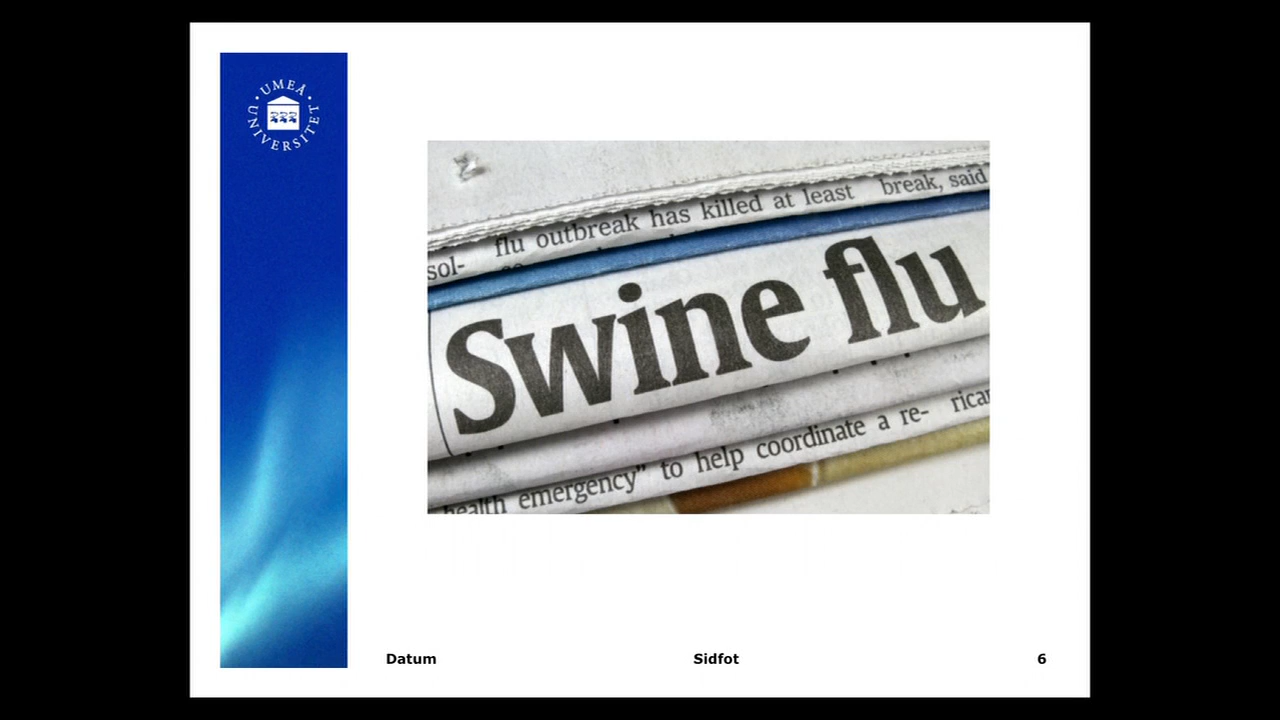 UMEÅ UNIVERSITET
flu outbreak has killed at least break, said
sol-
Swine flu
health emergency” to help coordinate a re-
Datum Sidfot 6